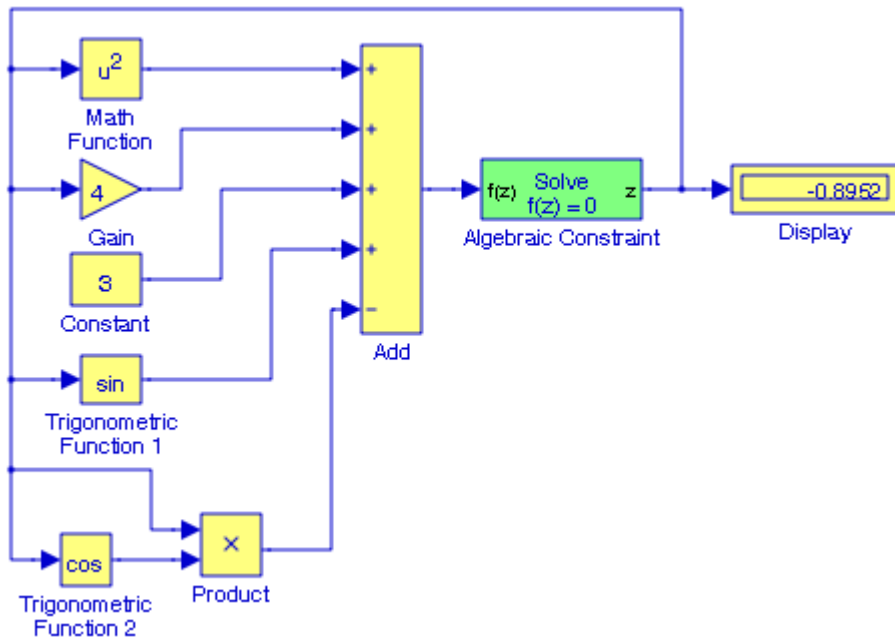 u²
Math
Function
+
4
Gain
+
3
Constant
+
sin
Trigonometric
Function 1
+
cos
Trigonometric
Function 2
×
Product
−
Add
f(z)
Solve
f(z) = 0
z
Algebraic Constraint
-0.8952
Display